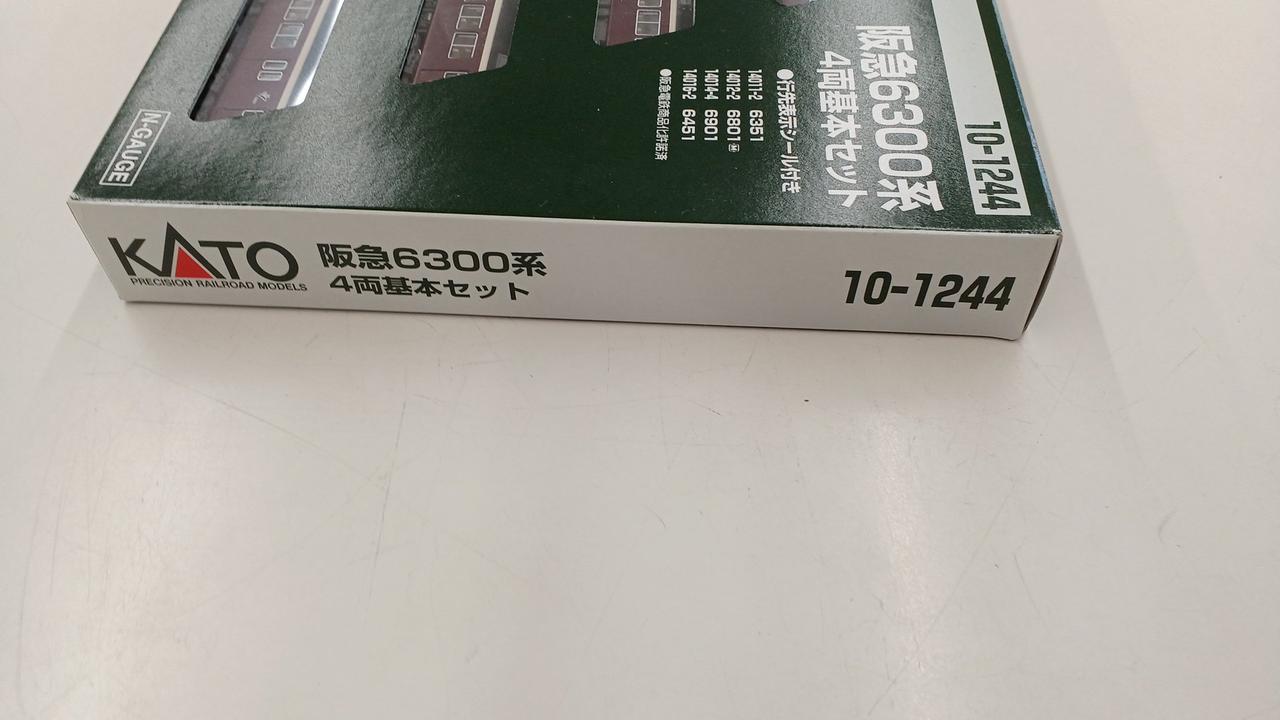 10-1244
阪急6300系
4両基本セット
●行先表示シール付き
14011-2 6351
14012-2 6801Ⓜ
14014-4 6901
14016-2 6451
●阪急電鉄商品化許諾済
N-GAUGE
KATO
PRECISION RAILROAD MODELS
阪急6300系
4両基本セット
10-1244